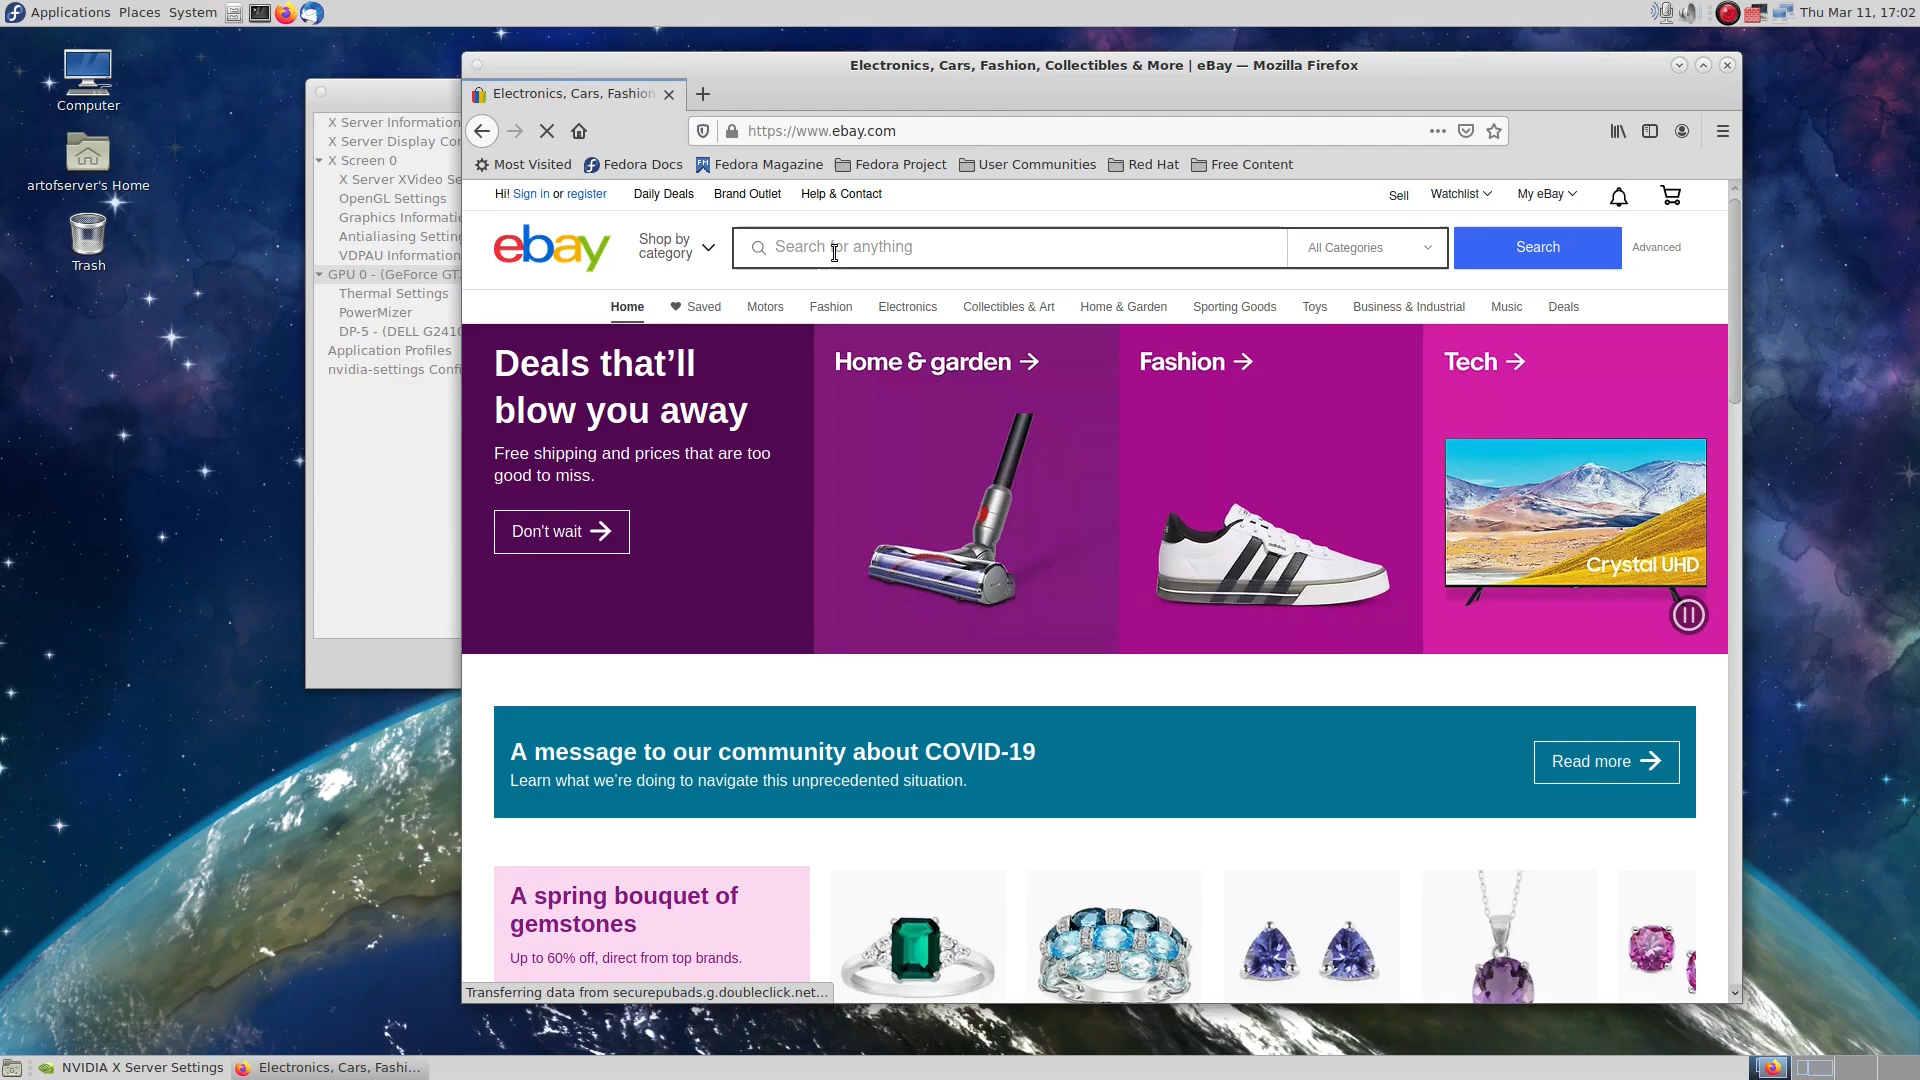 Applications Places System
Thu Mar 11, 17:02
Computer
artofserver's Home
Trash
X Server Information
X Server Display Con
X Screen 0
X Server XVideo Se
OpenGL Settings
Graphics Informatio
Antialiasing Setting
VDPAU Information
GPU 0 - (GeForce GT
Thermal Settings
PowerMizer
DP-5 - (DELL G2410
Application Profiles
nvidia-settings Confi
Electronics, Cars, Fashion, Collectibles & More | eBay — Mozilla Firefox
Electronics, Cars, Fashion
https://www.ebay.com
Most Visited Fedora Docs Fedora Magazine Fedora Project User Communities Red Hat Free Content
Hi! Sign in or register Daily Deals Brand Outlet Help & Contact Sell Watchlist My eBay
ebay
Shop by
category
Search for anything
All Categories
Search
Advanced
Home Saved Motors Fashion Electronics Collectibles & Art Home & Garden Sporting Goods Toys Business & Industrial Music Deals
Deals that'll
blow you away
Free shipping and prices that are too
good to miss.
Don't wait
Home & garden
Fashion
Tech
Crystal UHD
A message to our community about COVID-19
Learn what we're doing to navigate this unprecedented situation.
Read more
A spring bouquet of
gemstones
Up to 60% off, direct from top brands.
Transferring data from securepubads.g.doubleclick.net...
NVIDIA X Server Settings
Electronics, Cars, Fashi...